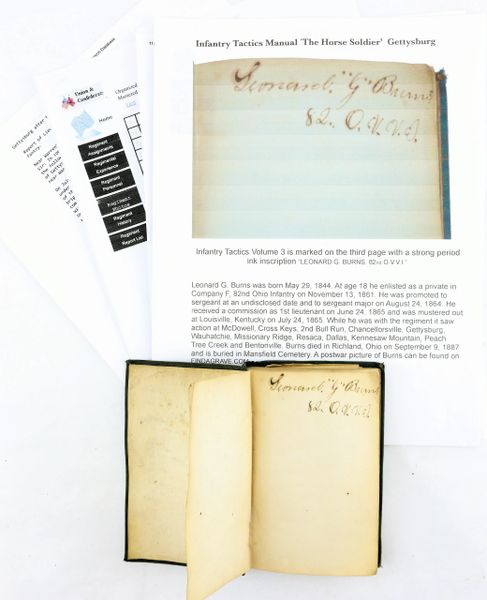 Infantry Tactics Manual 'The Horse Soldier' Gettysburg
Leonard. "G" Burns
82. O. V. V. I.
Infantry Tactics Volume 3 is marked on the third page with a strong period
ink inscription "LEONARD G. BURNS. 82ND O.V.V.I."
Leonard G. Burns was born May 29, 1844. At age 18 he enlisted as a private in
Company F, 82nd Ohio Infantry on November 13, 1861. He was promoted to
sergeant at an undisclosed date and to sergeant major on August 24, 1864. He
received a commission as 1st lieutenant on June 24, 1865 and was mustered out
at Louisville, Kentucky on July 24, 1865. While he was with the regiment it saw
action at McDowell, Cross Keys, 2nd Bull Run, Chancellorsville, Gettysburg,
Wauhatchie, Missionary Ridge, Resaca, Dallas, Kennesaw Mountain, Peach
Tree Creek and Bentonville. Burns died in Richland, Ohio on September 9, 1887
and is buried in Mansfield Cemetery. A postwar picture of Burns can be found on
FINDAGRAVE.COM
Union &
Confederate
Organized
Mustered
Home
Regiment
Assignments
Regimental
Experience
Regiment
Personnel
Regiment
History
Regiment
Report List
Gettysburg after
Report of
Leonard. "G" Burns
82. O. V. V. I.